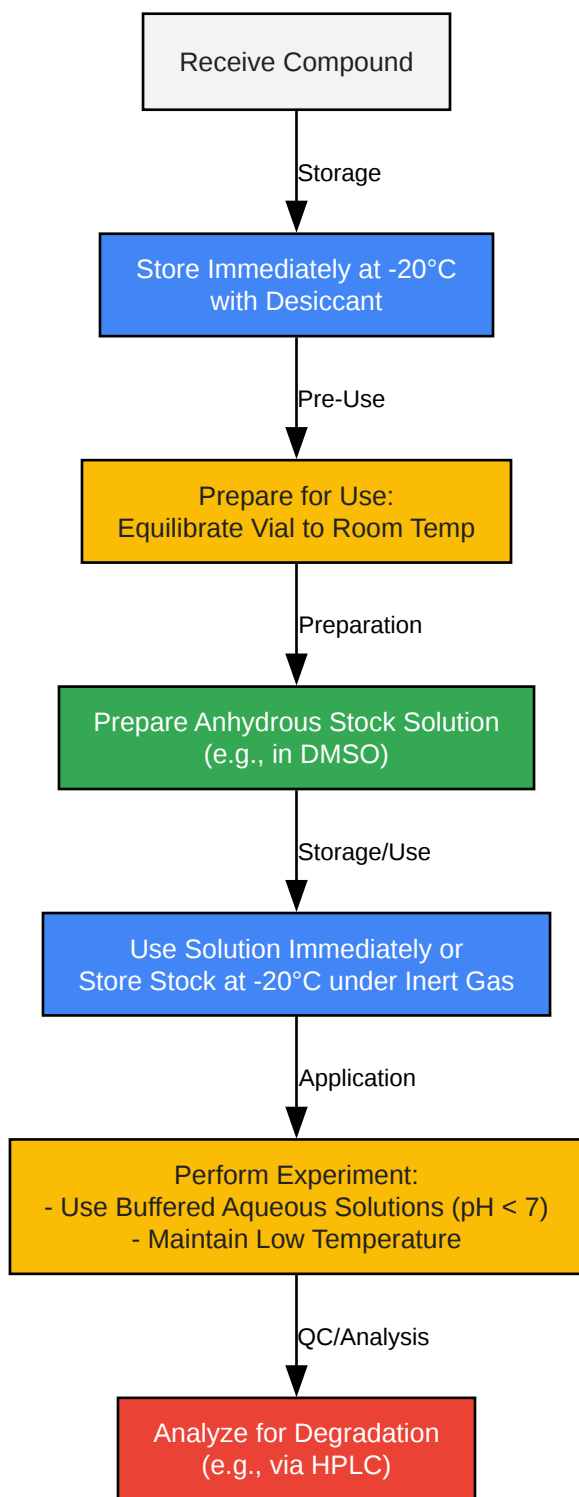 Receive Compound
Storage
Store Immediately at -20°C
with Desiccant
Pre-Use
Prepare for Use:
Equilibrate Vial to Room Temp
Preparation
Prepare Anhydrous Stock Solution
(e.g., in DMSO)
Storage/Use
Use Solution Immediately or
Store Stock at -20°C under Inert Gas
Application
Perform Experiment:
- Use Buffered Aqueous Solutions (pH < 7)
- Maintain Low Temperature
QC/Analysis
Analyze for Degradation
(e.g., via HPLC)